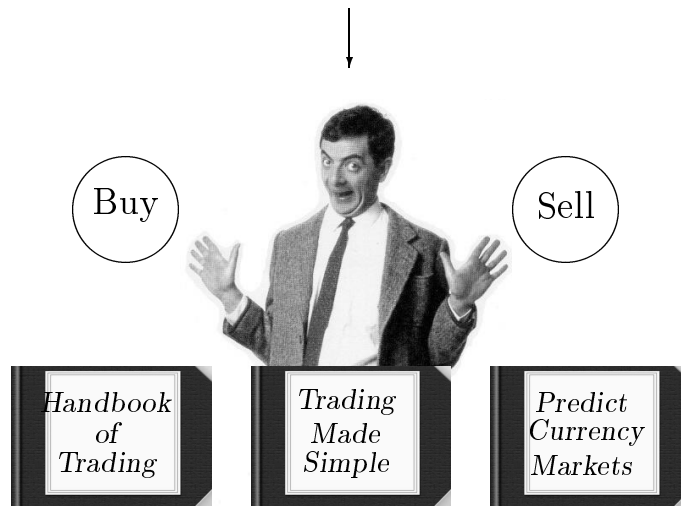 Buy
Sell
Handbook
of
Trading
Trading
Made
Simple
Predict
Currency
Markets